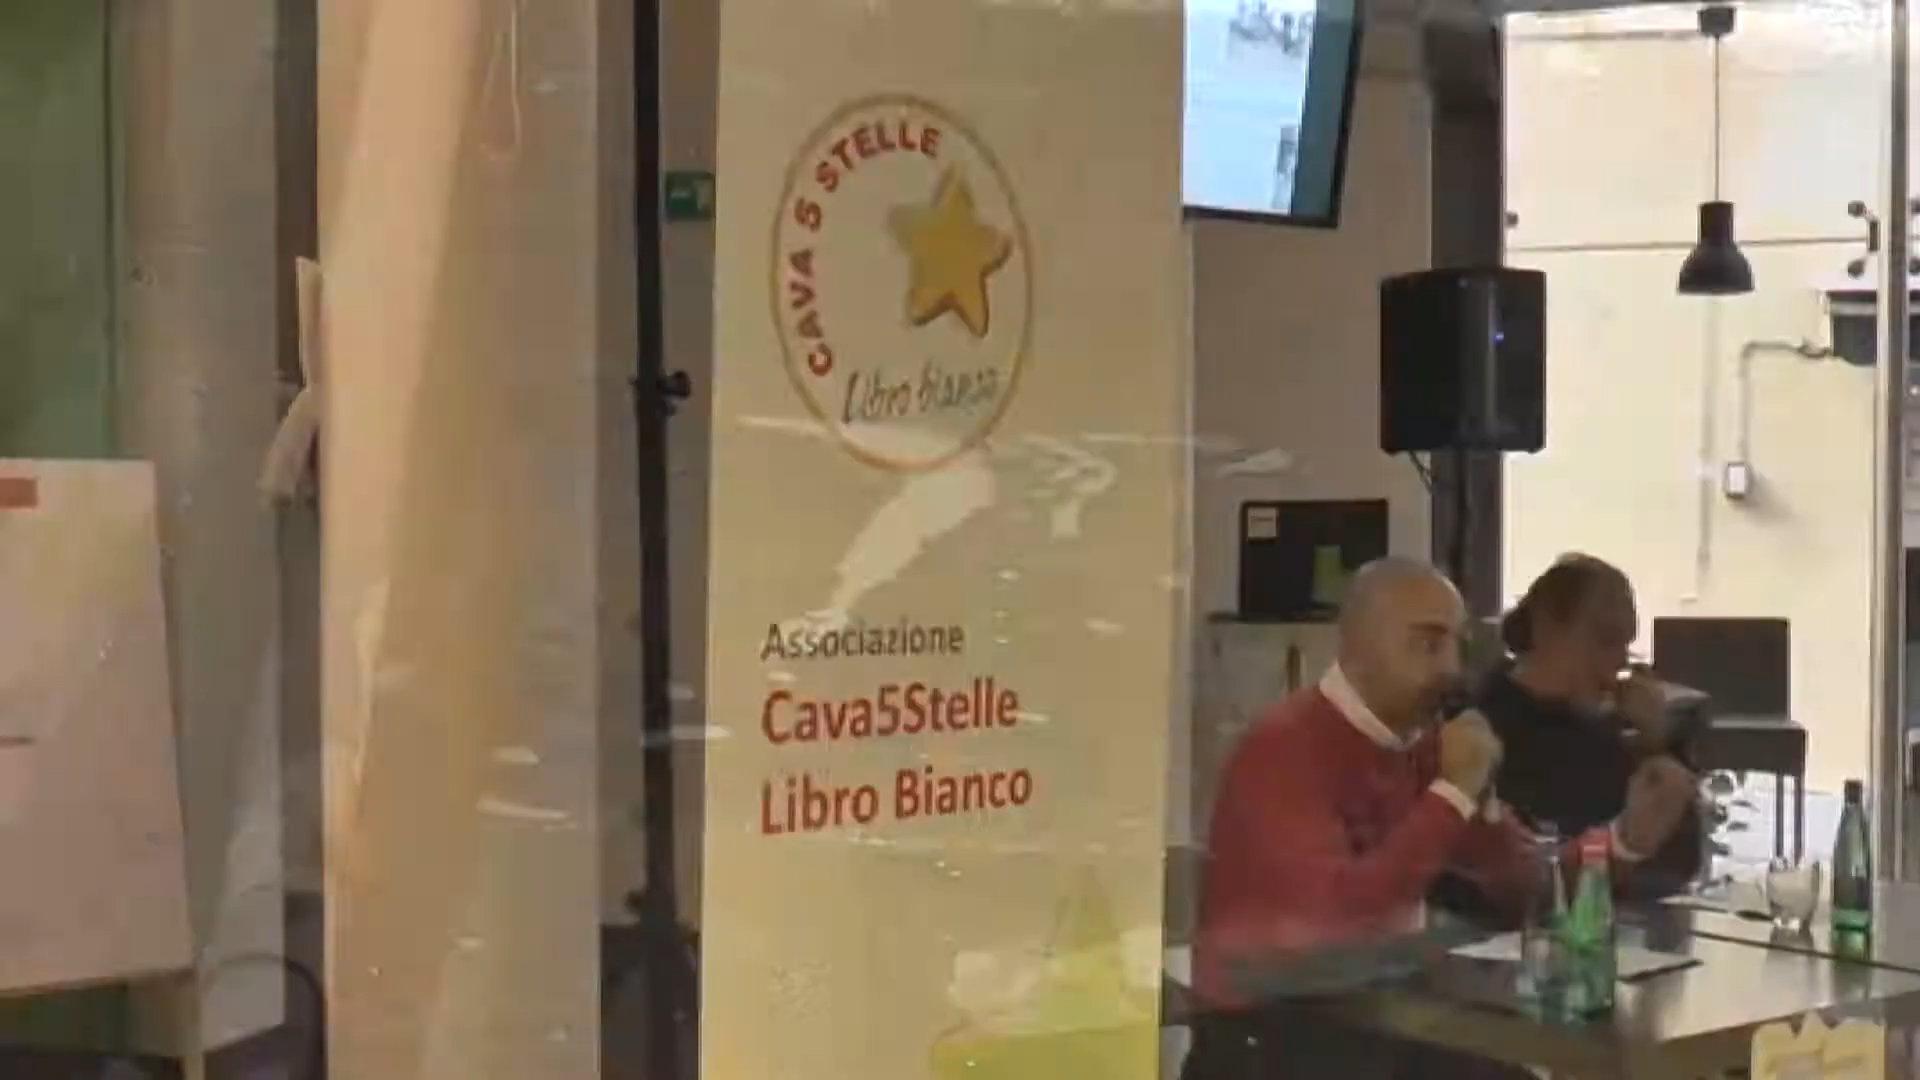 CAVA 5 STELLE
Libro bianco
Associazione
Cava5Stelle
Libro Bianco